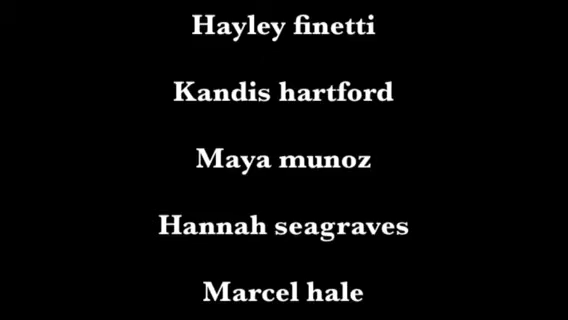 Hayley finetti
Kandis hartford
Maya munoz
Hannah seagraves
Marcel hale